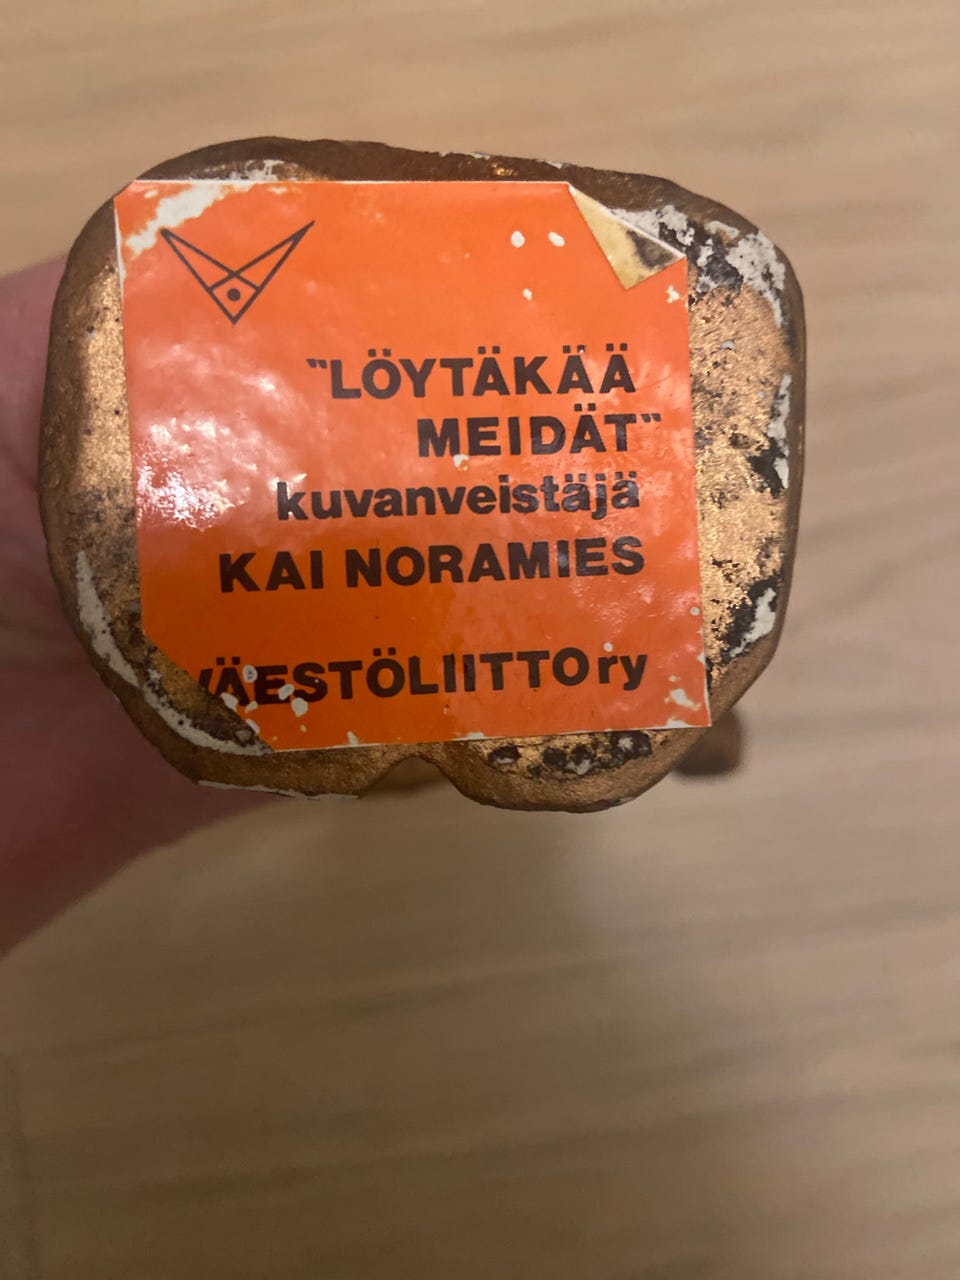 "LÖYTÄKÄÄ
MEIDÄT"
kuvanveistäjä
KAI NORAMIES
VÄESTÖLIITTO ry